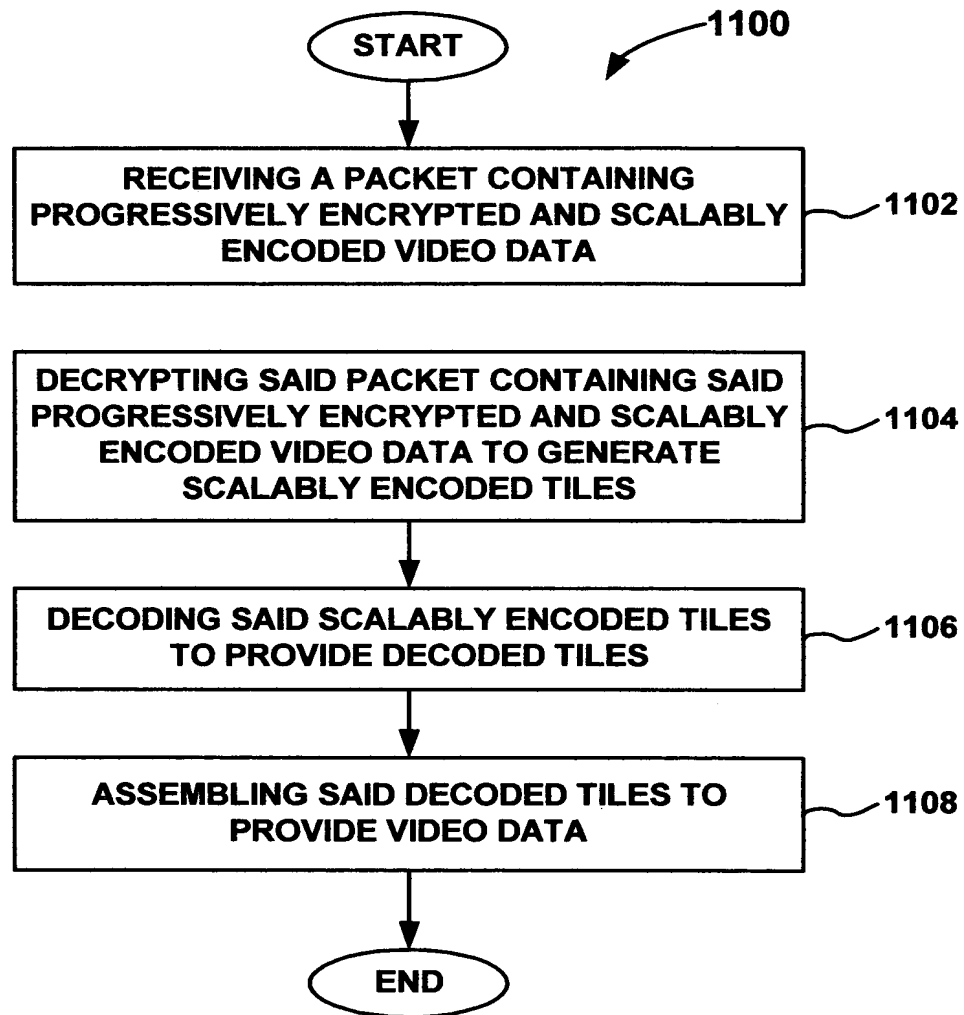 START
1100
RECEIVING A PACKET CONTAINING
PROGRESSIVELY ENCRYPTED AND SCALABLY
ENCODED VIDEO DATA
1102
DECRYPTING SAID PACKET CONTAINING SAID
PROGRESSIVELY ENCRYPTED AND SCALABLY
ENCODED VIDEO DATA TO GENERATE
SCALABLY ENCODED TILES
1104
DECODING SAID SCALABLY ENCODED TILES
TO PROVIDE DECODED TILES
1106
ASSEMBLING SAID DECODED TILES TO
PROVIDE VIDEO DATA
1108
END